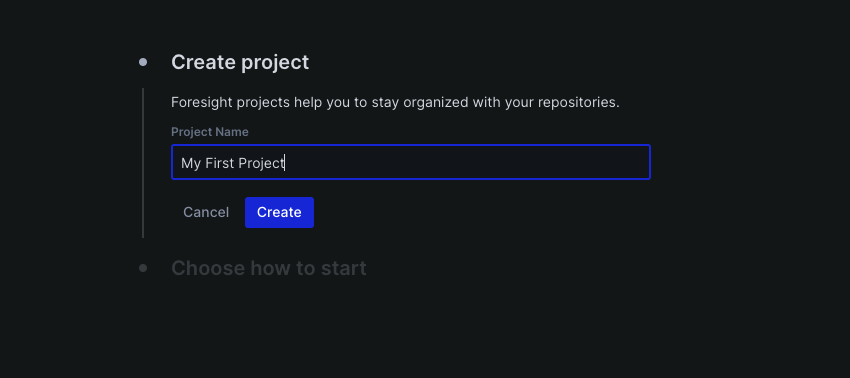 Create project
Foresight projects help you to stay organized with your repositories.
Project Name
My First Project
Cancel Create
Choose how to start